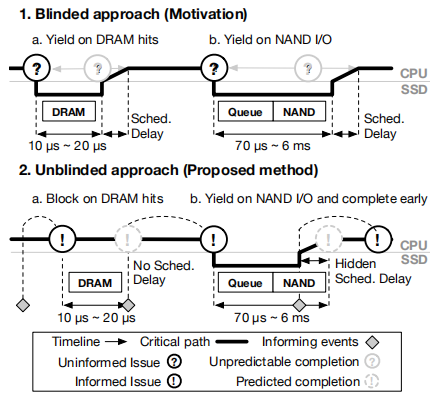 1. Blinded approach (Motivation)
a. Yield on DRAM hits
b. Yield on NAND I/O
? ? ? ?
CPU
SSD
DRAM
Queue NAND
Sched.
Delay
Sched.
Delay
10 μs ~ 20 μs
70 μs ~ 6 ms
2. Unblinded approach (Proposed method)
a. Block on DRAM hits
b. Yield on NAND I/O and complete early
! ! ! ! !
CPU
SSD
DRAM
No Sched.
Delay
Queue NAND
Hidden
Sched. Delay
10 μs ~ 20 μs
70 μs ~ 6 ms
Timeline Critical path Informing events
Uninformed Issue ? Unpredictable completion ?
Informed Issue ! Predicted completion !